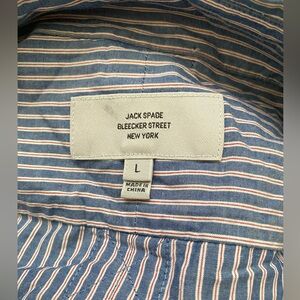 JACK SPADE
BLEECKER STREET
NEW YORK
L
MADE IN
CHINA